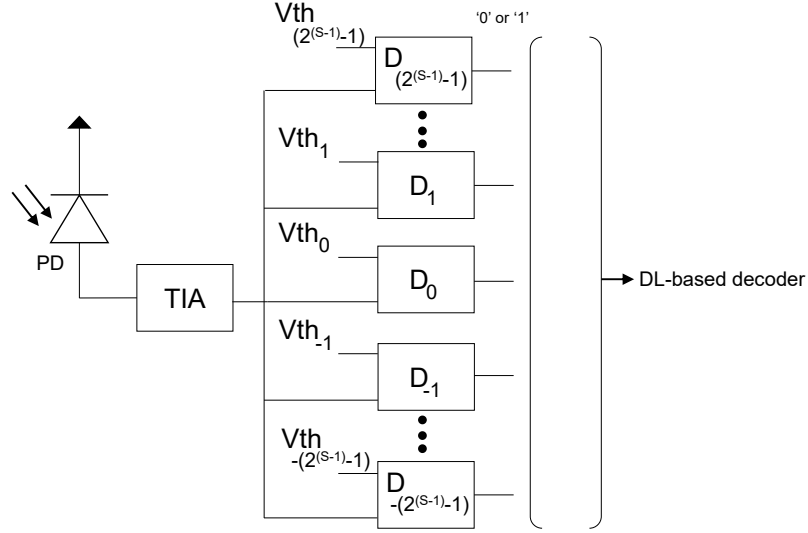 Vth(2^(S-1)-1)
'0' or '1'
D(2^(S-1)-1)
Vth1
D1
PD
Vth0
TIA
D0
DL-based decoder
Vth-1
D-1
Vth-(2^(S-1)-1)
D-(2^(S-1)-1)